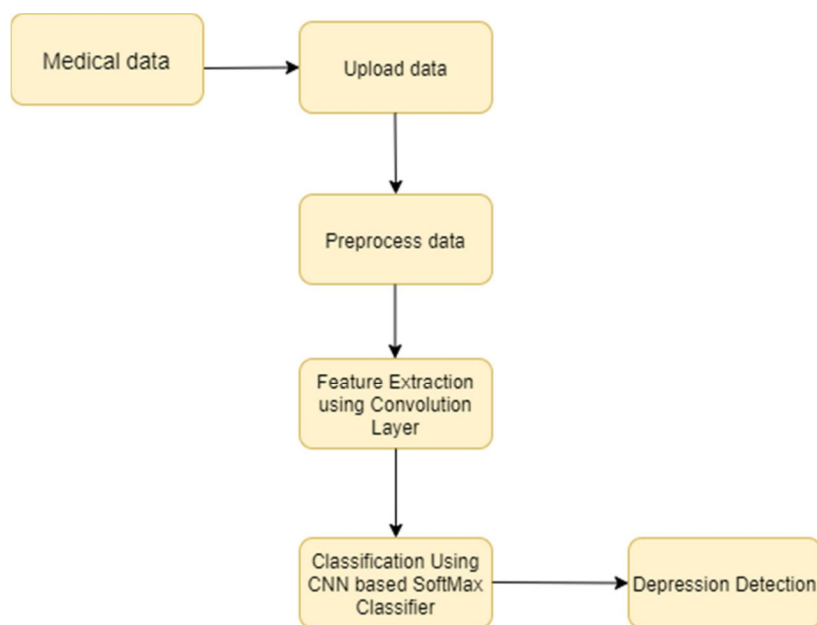 Medical data
Upload data
Preprocess data
Feature Extraction
using Convolution
Layer
Classification Using
CNN based SoftMax
Classifier
Depression Detection